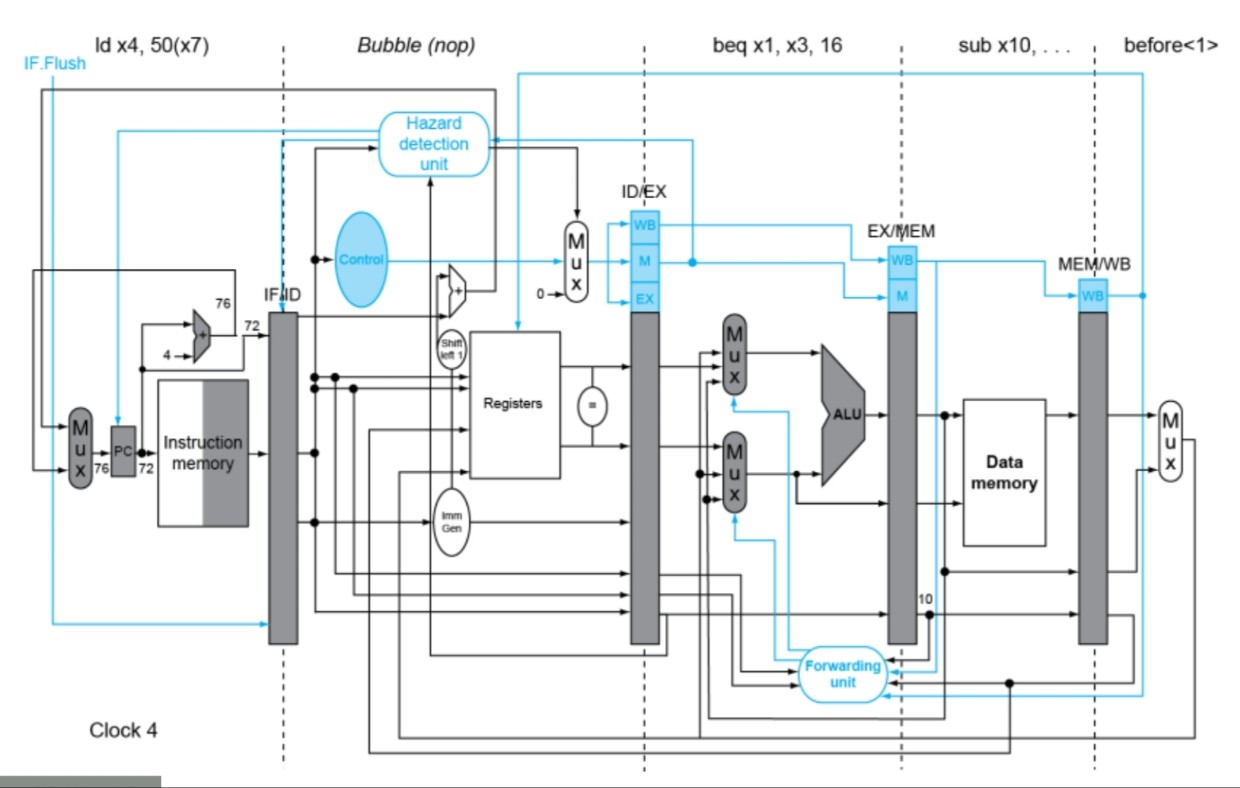 ld x4, 50(x7)
Bubble (nop)
beq x1, x3, 16
sub x10, . . .
before<1>
IF.Flush
Hazard
detection
unit
ID/EX
WB
M
EX
EX/MEM
WB
M
MEM/WB
WB
Control
M
u
x
0
+
IF/ID
76
72
4
+
Shift
left 1
Registers
=
M
u
x
ALU
M
u
x
76
PC
72
Instruction
memory
M
u
x
Data
memory
M
u
x
Imm
Gen
10
Forwarding
unit
Clock 4